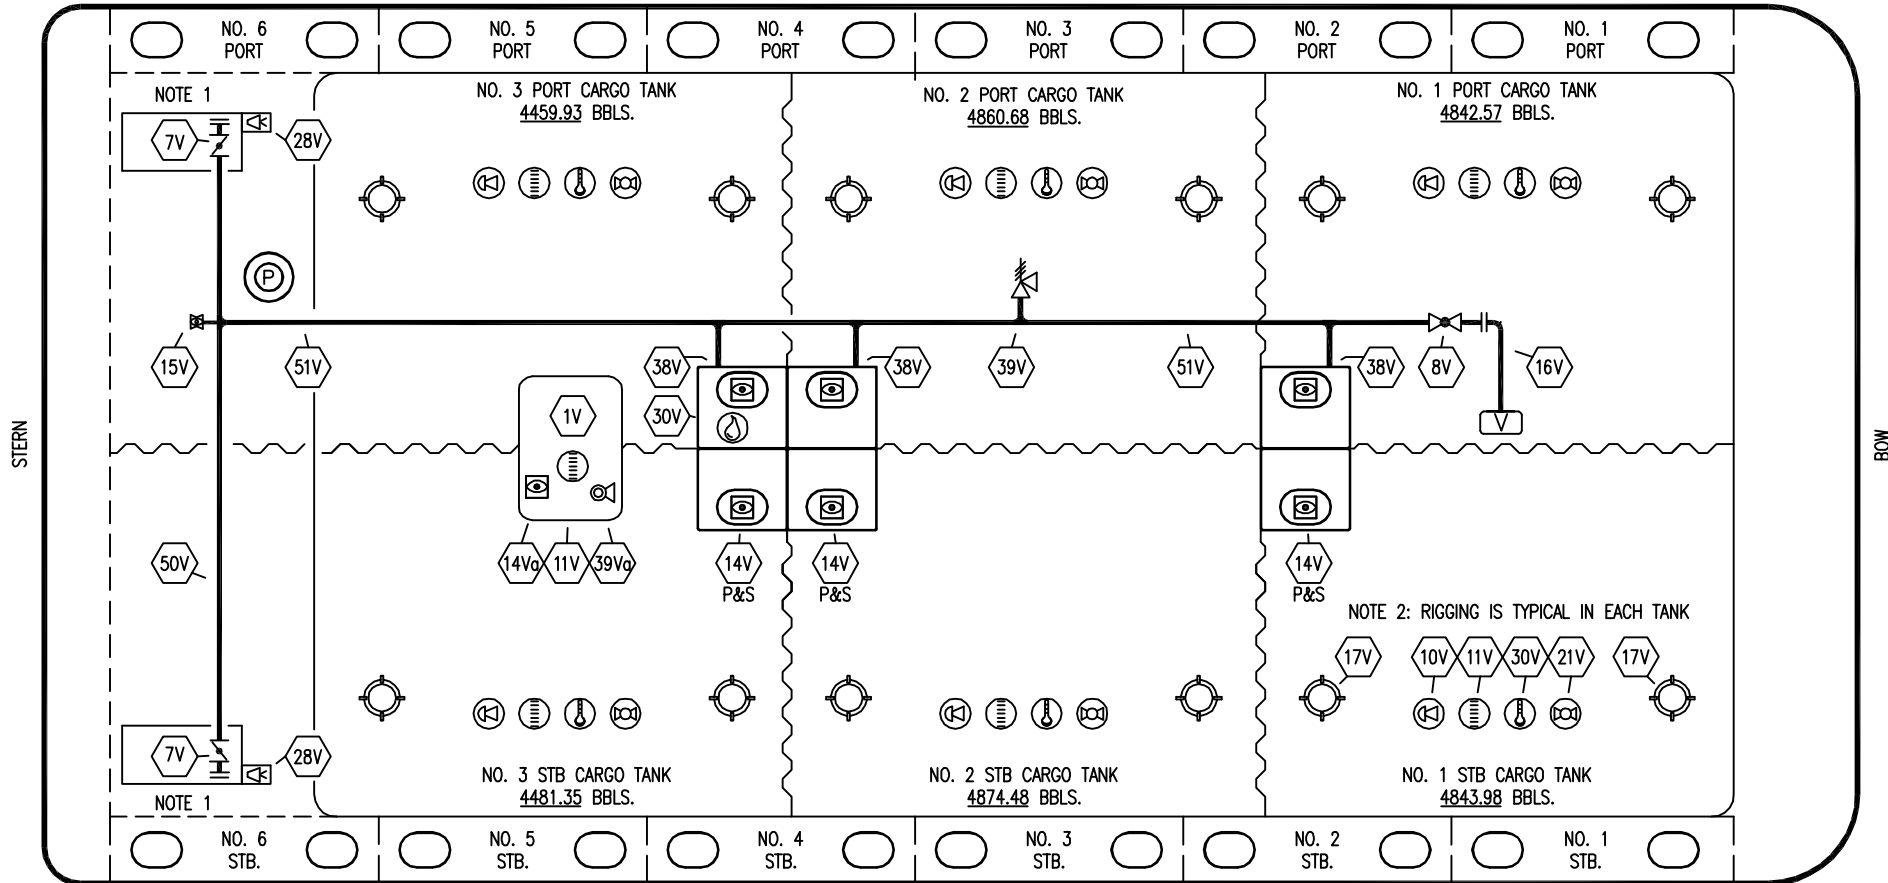 NO. 6
PORT
NO. 5
PORT
NO. 4
PORT
NO. 3
PORT
NO. 2
PORT
NO. 1
PORT
NOTE 1
NO. 3 PORT CARGO TANK
4459.93 BBLS.
NO. 2 PORT CARGO TANK
4860.68 BBLS.
NO. 1 PORT CARGO TANK
4842.57 BBLS.
7V
28V
P
15V
51V
38V
38V
39V
51V
38V
8V
16V
1V
30V
V
STERN
BOW
50V
14Va
11V
39Va
14V
P&S
14V
P&S
14V
P&S
NOTE 2: RIGGING IS TYPICAL IN EACH TANK
17V
10V
11V
30V
21V
17V
7V
28V
NOTE 1
NO. 3 STB CARGO TANK
4481.35 BBLS.
NO. 2 STB CARGO TANK
4874.48 BBLS.
NO. 1 STB CARGO TANK
4843.98 BBLS.
NO. 6
STB.
NO. 5
STB.
NO. 4
STB.
NO. 3
STB.
NO. 2
STB.
NO. 1
STB.